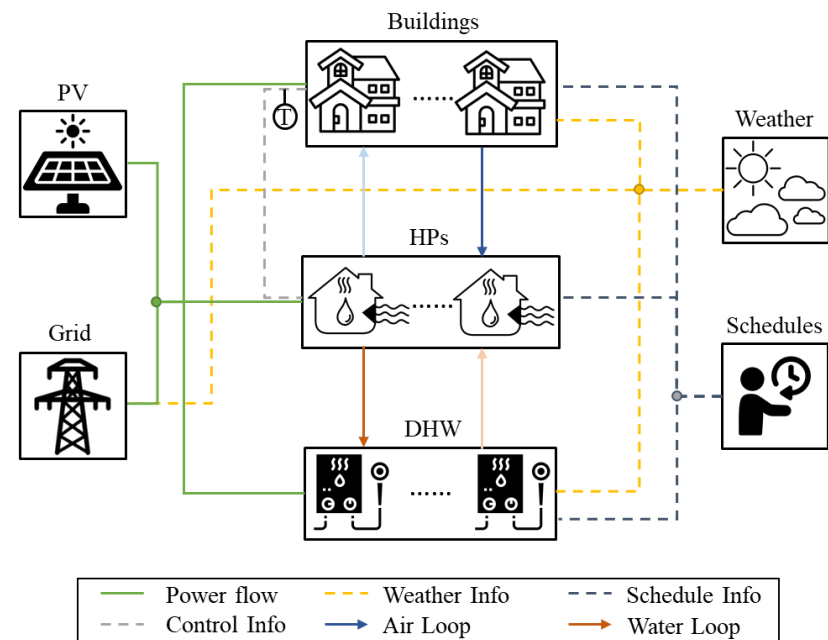 Buildings
PV
T
Weather
HPs
Grid
Schedules
DHW
Power flow
Weather Info
Schedule Info
Control Info
Air Loop
Water Loop